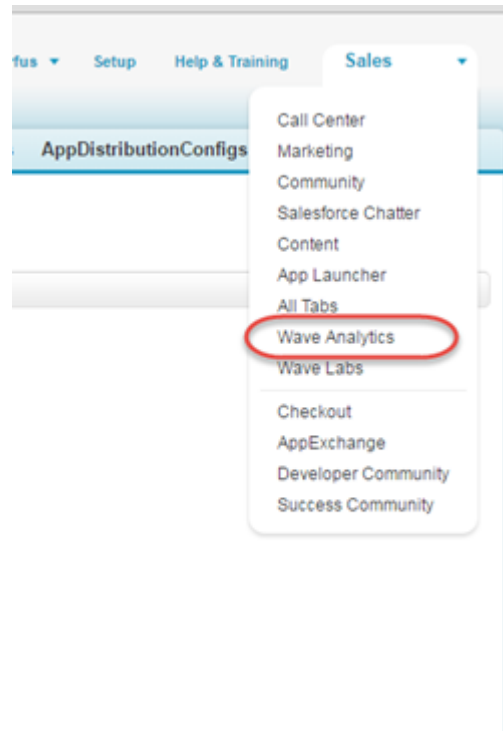 Setup Help & Training Sales
AppDistributionConfigs
Call Center
Marketing
Community
Salesforce Chatter
Content
App Launcher
All Tabs
Wave Analytics
Wave Labs
Checkout
AppExchange
Developer Community
Success Community